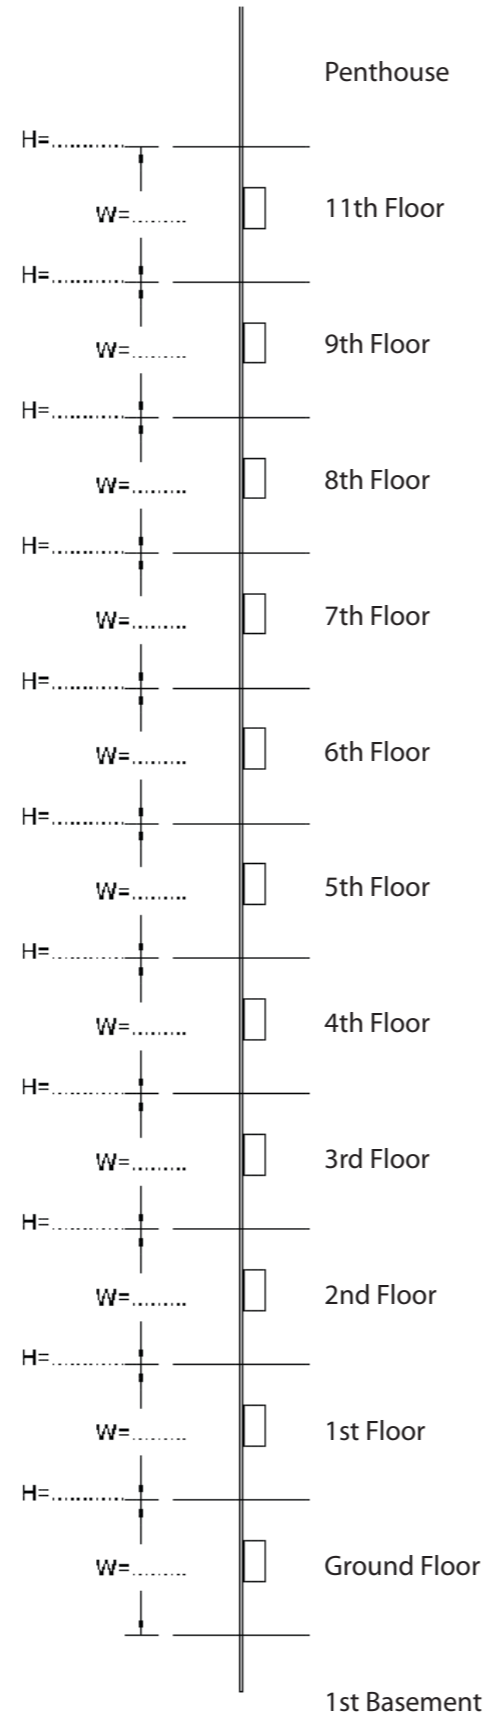 Penthouse
H=............
W=.........
11th Floor
H=............
W=.........
9th Floor
H=............
W=.........
8th Floor
H=............
W=.........
7th Floor
H=............
W=.........
6th Floor
H=............
W=.........
5th Floor
H=............
W=.........
4th Floor
H=............
W=.........
3rd Floor
H=............
W=.........
2nd Floor
H=............
W=.........
1st Floor
H=............
W=.........
Ground Floor
1st Basement